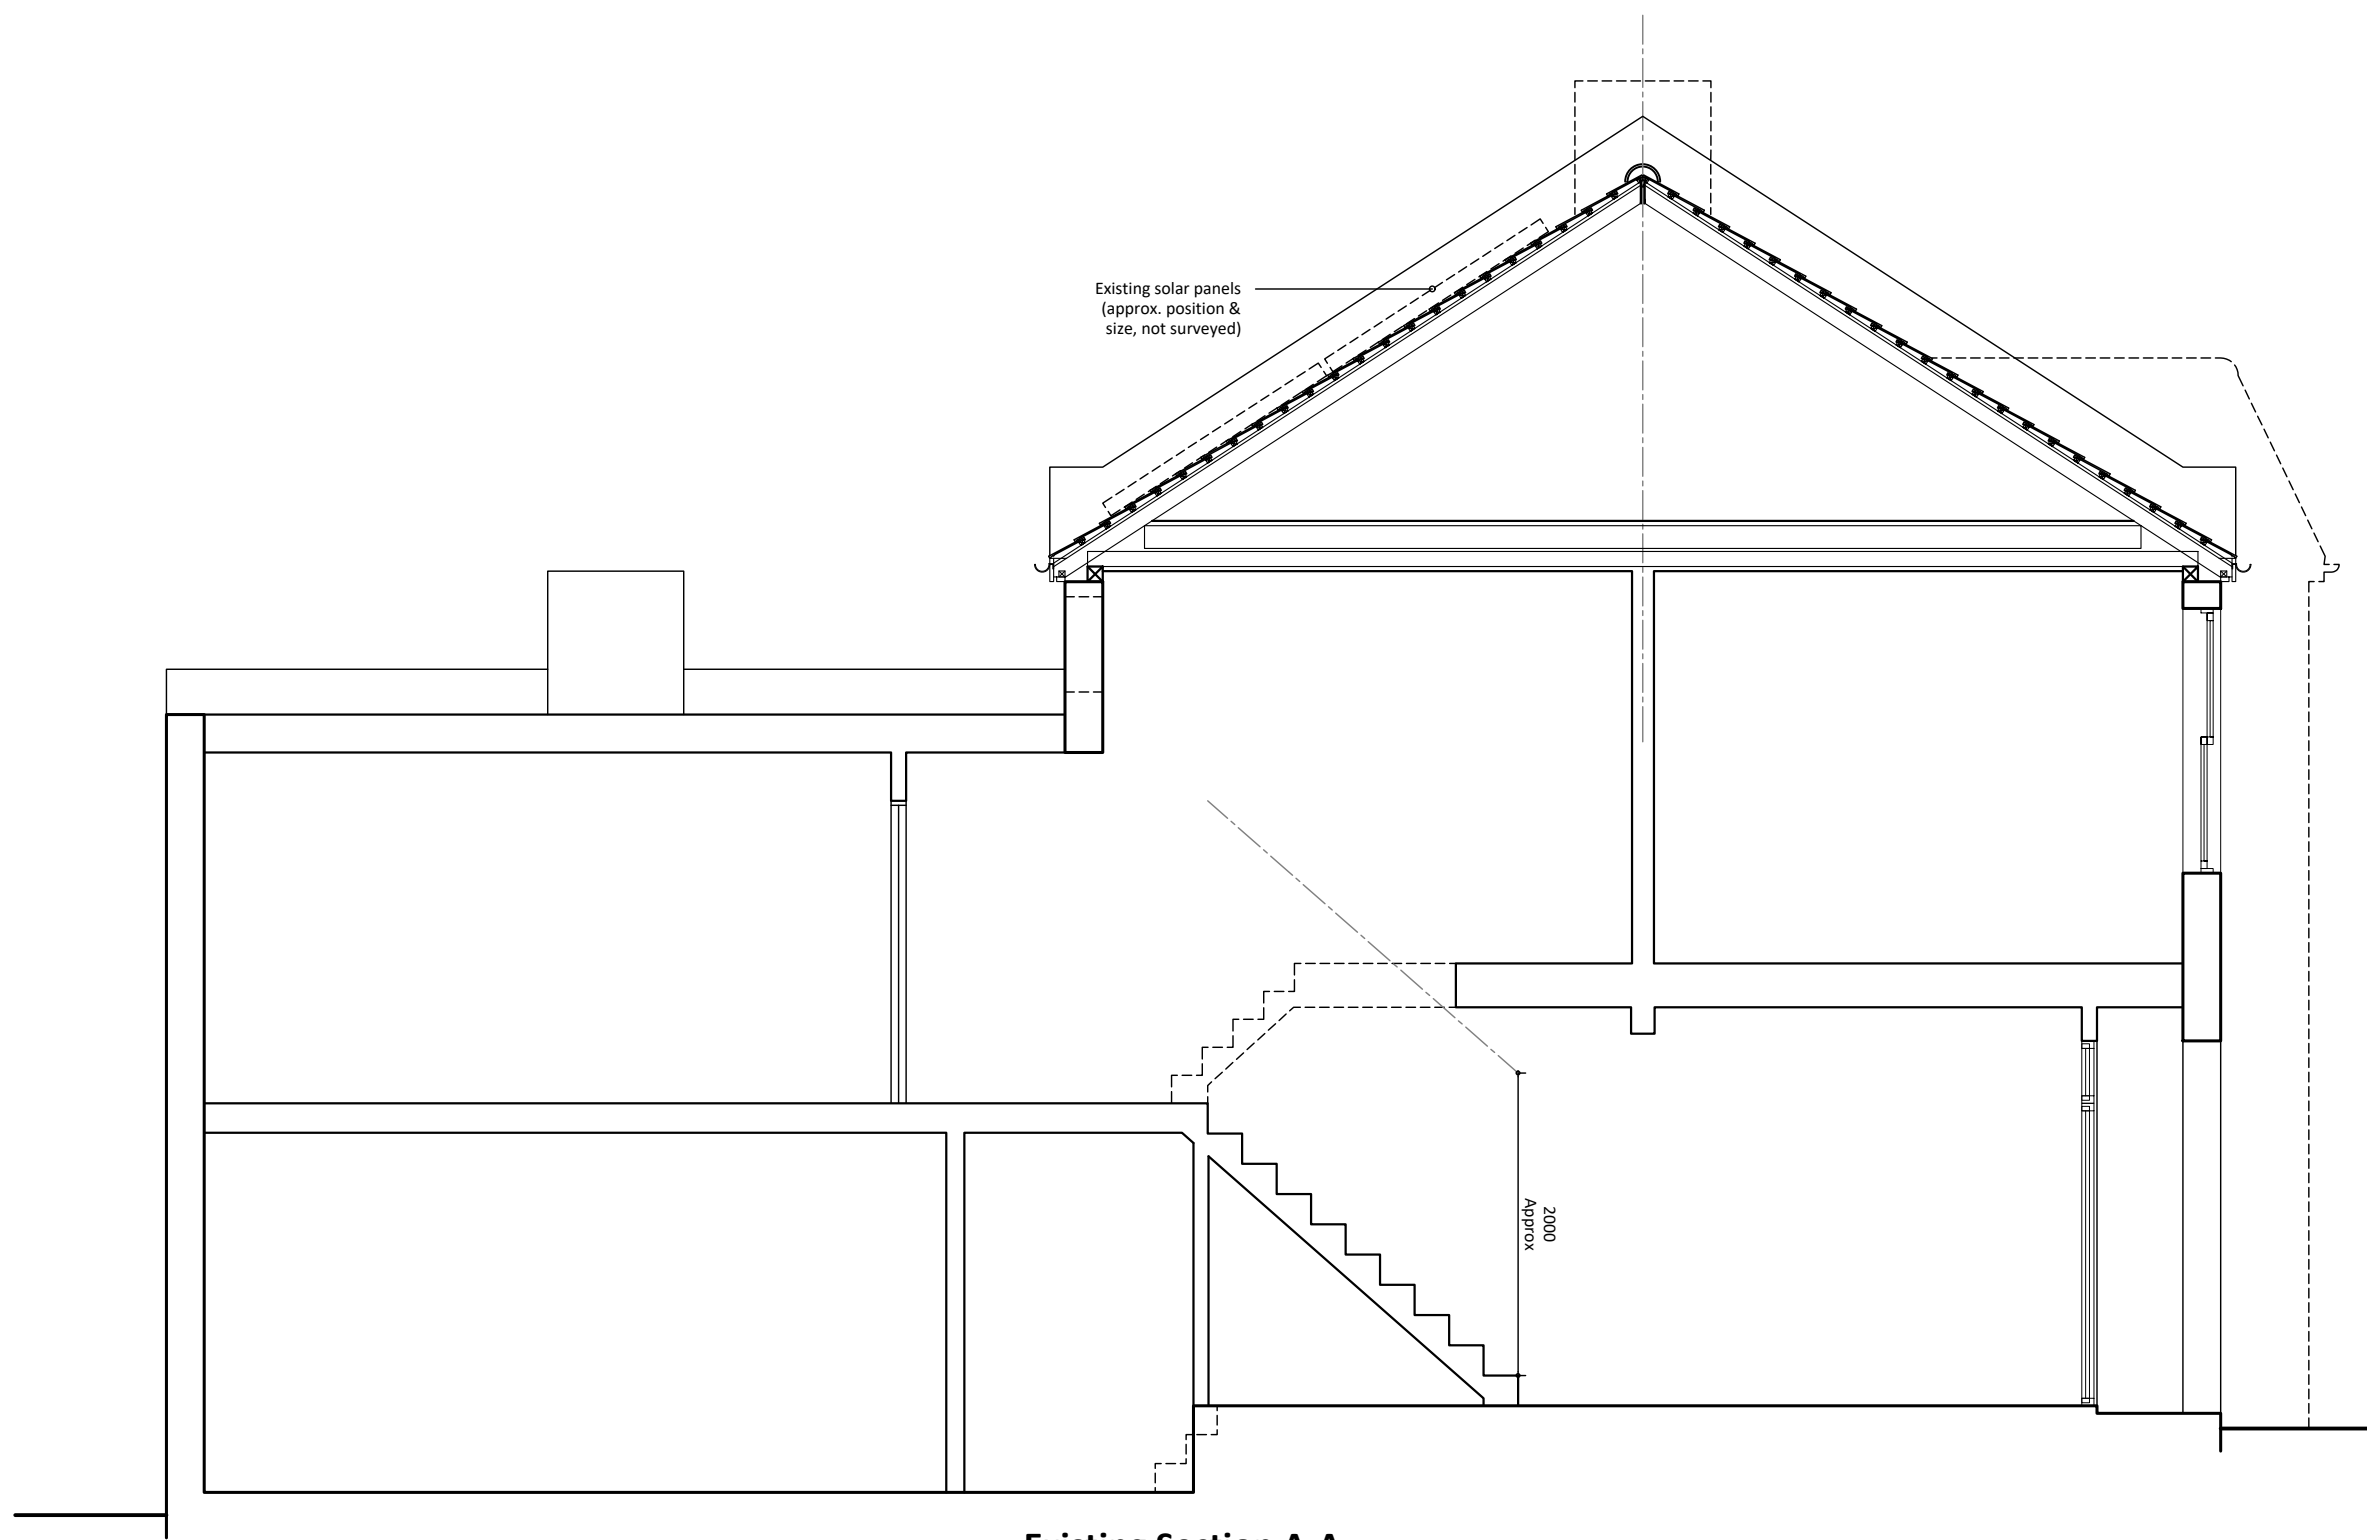 Existing solar panels
(approx. position &
size, not surveyed)
2000
Approx
Existing Section A-A